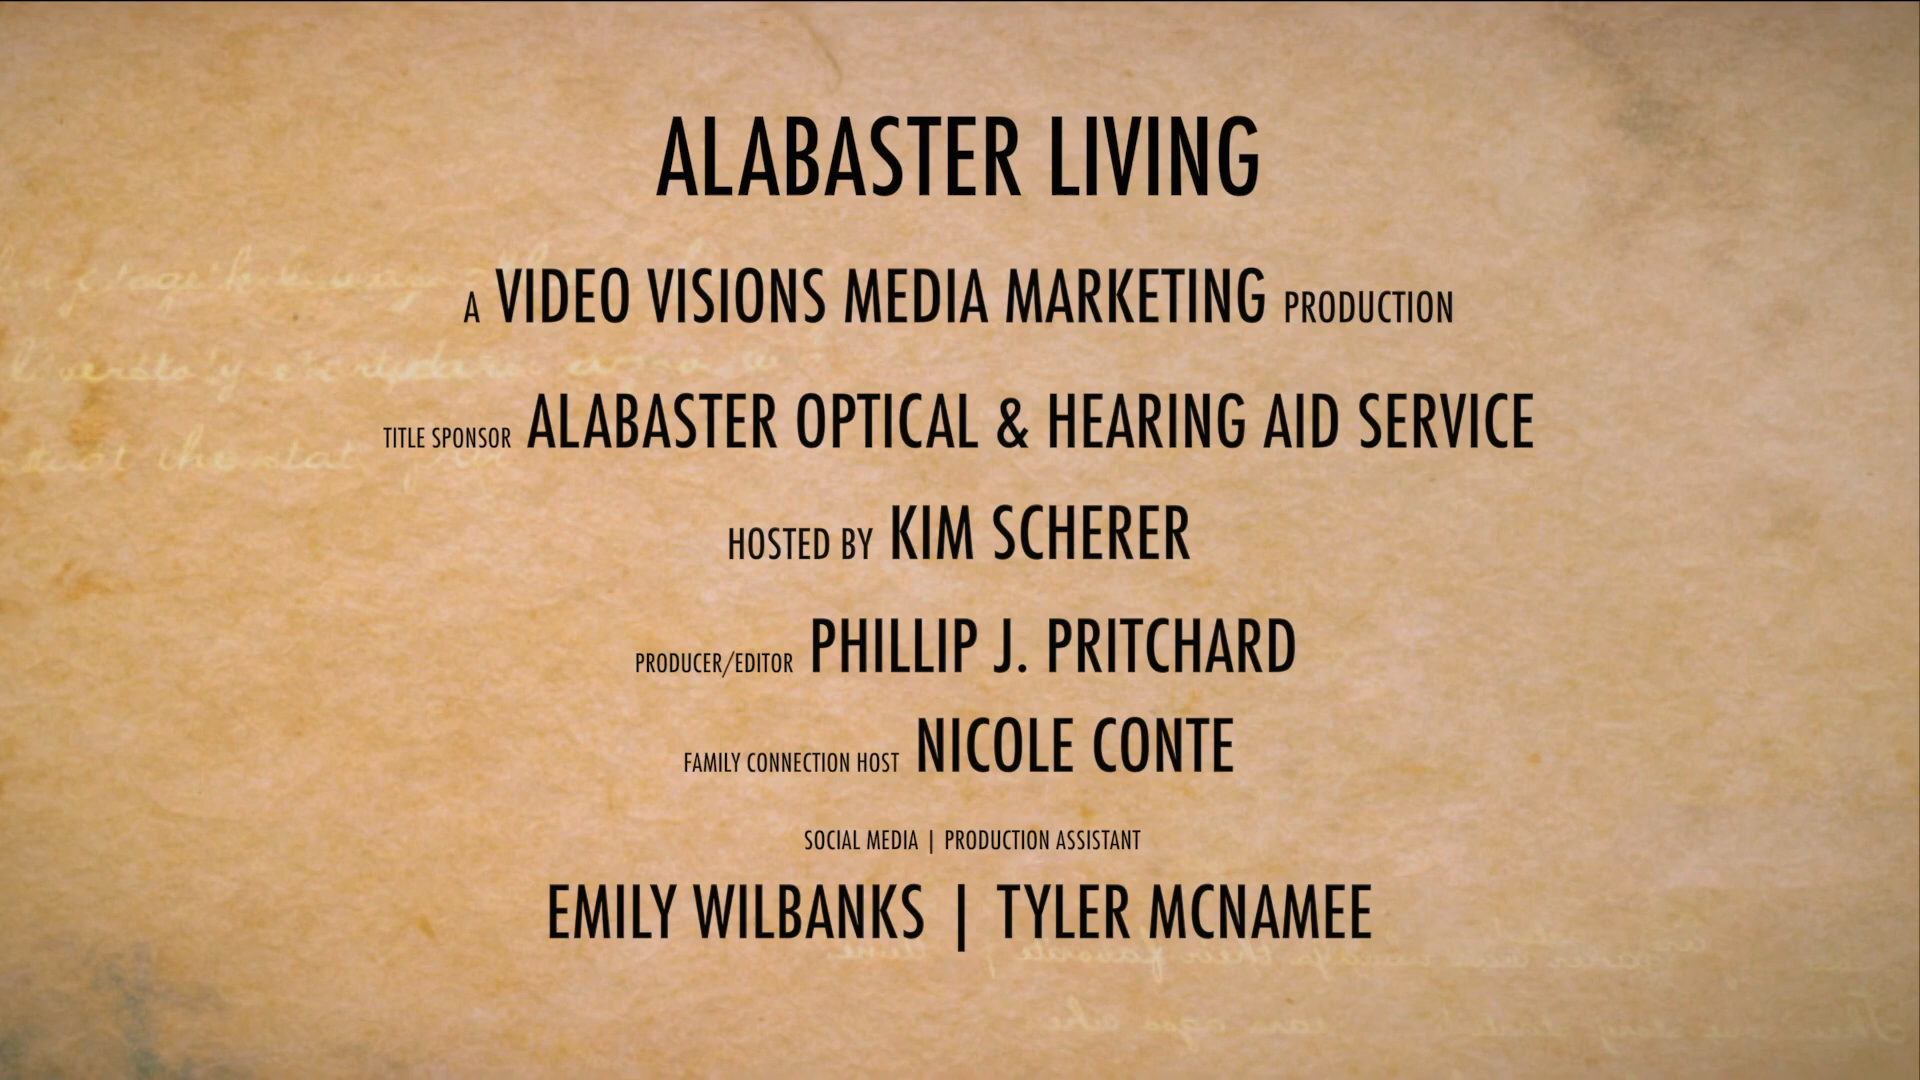 ALABASTER LIVING
A VIDEO VISIONS MEDIA MARKETING PRODUCTION
TITLE SPONSOR ALABASTER OPTICAL & HEARING AID SERVICE
HOSTED BY KIM SCHERER
PRODUCER/EDITOR PHILLIP J. PRITCHARD
FAMILY CONNECTION HOST NICOLE CONTE
SOCIAL MEDIA | PRODUCTION ASSISTANT
EMILY WILBANKS | TYLER MCNAMEE